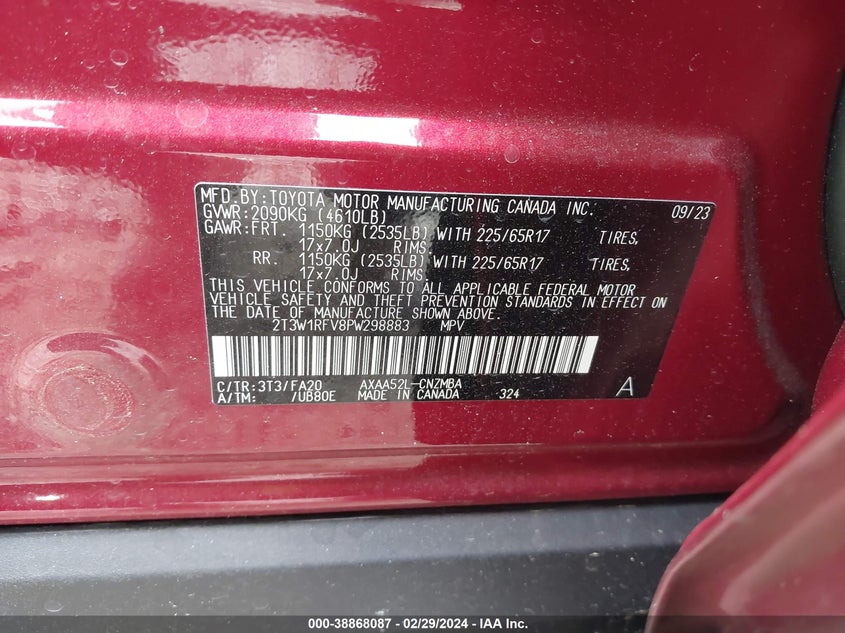 MFD.BY:TOYOTA MOTOR MANUFACTURING CANADA INC. 09/23
GVWR:2090KG (4610LB)
GAWR:FRT. 1150KG (2535LB) WITH 225/65R17 TIRES,
17x7.0J RIMS.
RR. 1150KG (2535LB) WITH 225/65R17 TIRES,
17x7.0J RIMS.
THIS VEHICLE CONFORMS TO ALL APPLICABLE FEDERAL MOTOR
VEHICLE SAFETY AND THEFT PREVENTION STANDARDS IN EFFECT ON
THE DATE OF MANUFACTURE SHOWN ABOVE.
2T3W1RFV8PW298883 MPV
C/TR:3T3/FA20 AXAA52L-CNZMBA
A/TM: /UB80E MADE IN CANADA 324 A
000-38868087 - 02/29/2024 - IAA Inc.